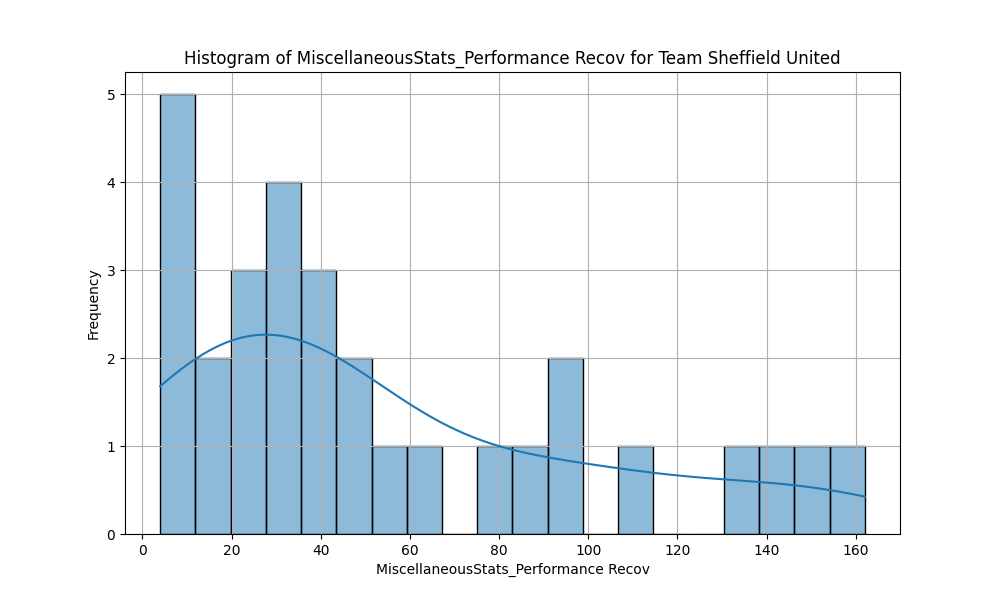 Histogram of MiscellaneousStats_Performance Recov for Team Sheffield United
5
4
3
2
1
0
Frequency
0 20 40 60 80 100 120 140 160
MiscellaneousStats_Performance Recov